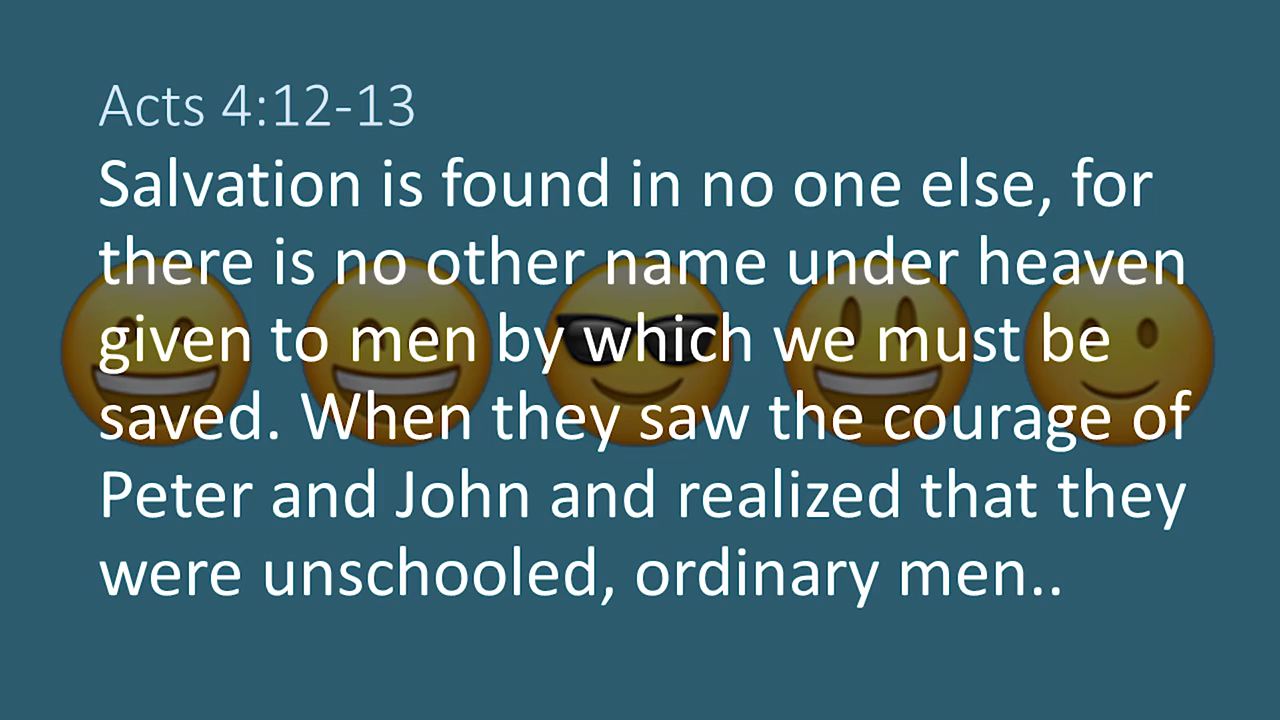 Acts 4:12-13
Salvation is found in no one else, for
there is no other name under heaven
given to men by which we must be
saved. When they saw the courage of
Peter and John and realized that they
were unschooled, ordinary men..